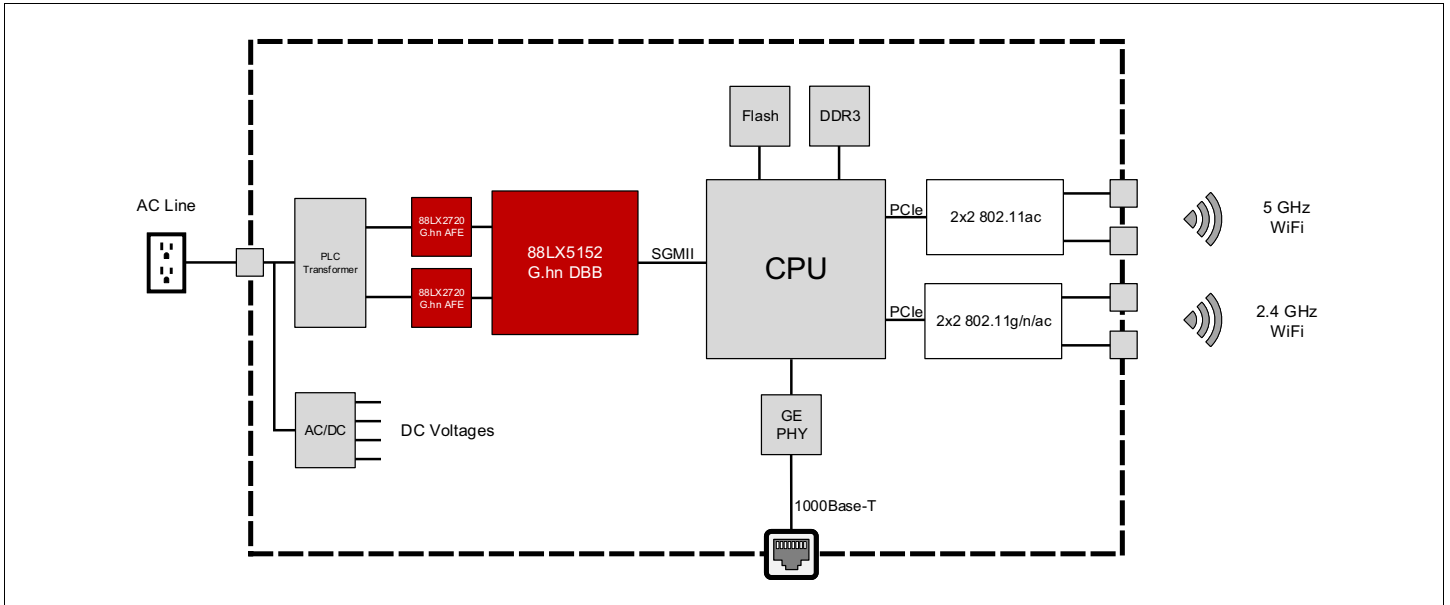 Flash
DDR3
AC Line
PLC
Transformer
88LX2720
G.hn AFE
88LX2720
G.hn AFE
88LX5152
G.hn DBB
SGMII
CPU
PCIe
2x2 802.11ac
5 GHz
WiFi
PCIe
2x2 802.11g/n/ac
2.4 GHz
WiFi
AC/DC
DC Voltages
GE
PHY
1000Base-T